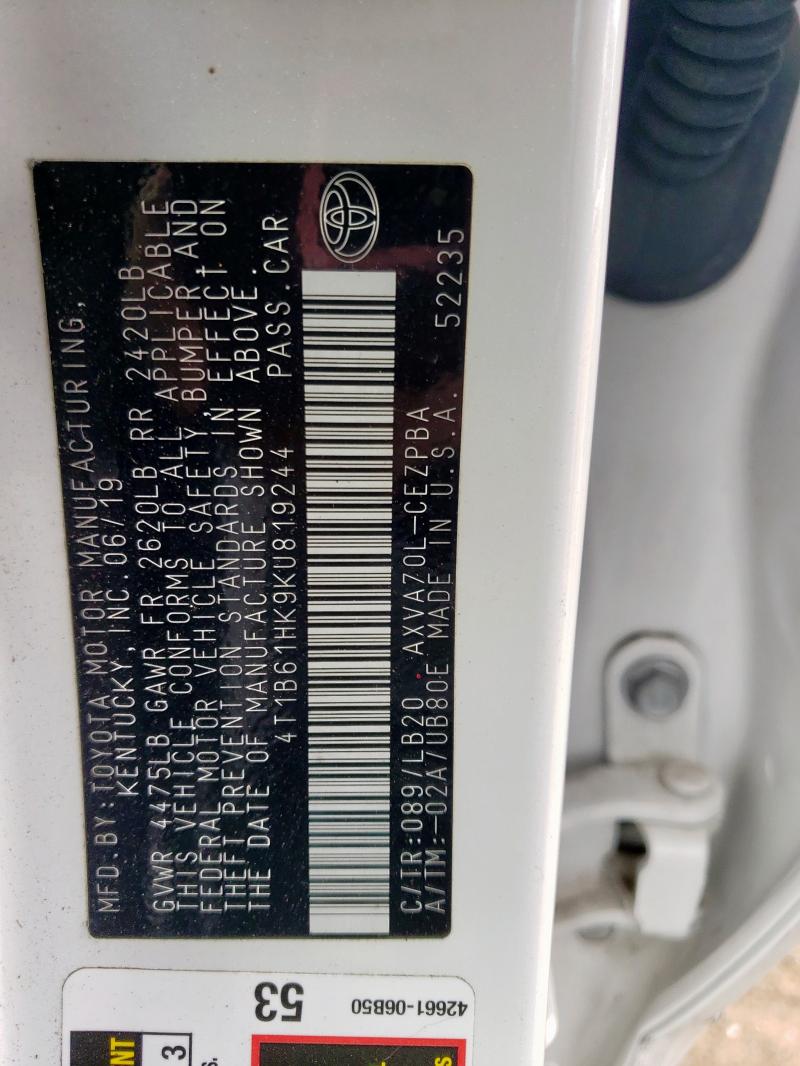 MFD.BY:TOYOTA MOTOR MANUFACTURING,
KENTUCKY, INC. 06/19
GVWR 4475LB GAWR FR 2620LB RR 2420LB
THIS VEHICLE CONFORMS TO ALL APPLICABLE
FEDERAL MOTOR VEHICLE SAFETY, BUMPER, AND
THEFT PREVENTION STANDARDS IN EFFECT ON
THE DATE OF MANUFACTURE SHOWN ABOVE.
4T1B61HK9KU819244 PASS.CAR
C/TR:089/LB20 AXVA70L-CEZPBA
A/TM:-02A/UB80E MADE IN U.S.A. 52235
53
42661-06B50
3